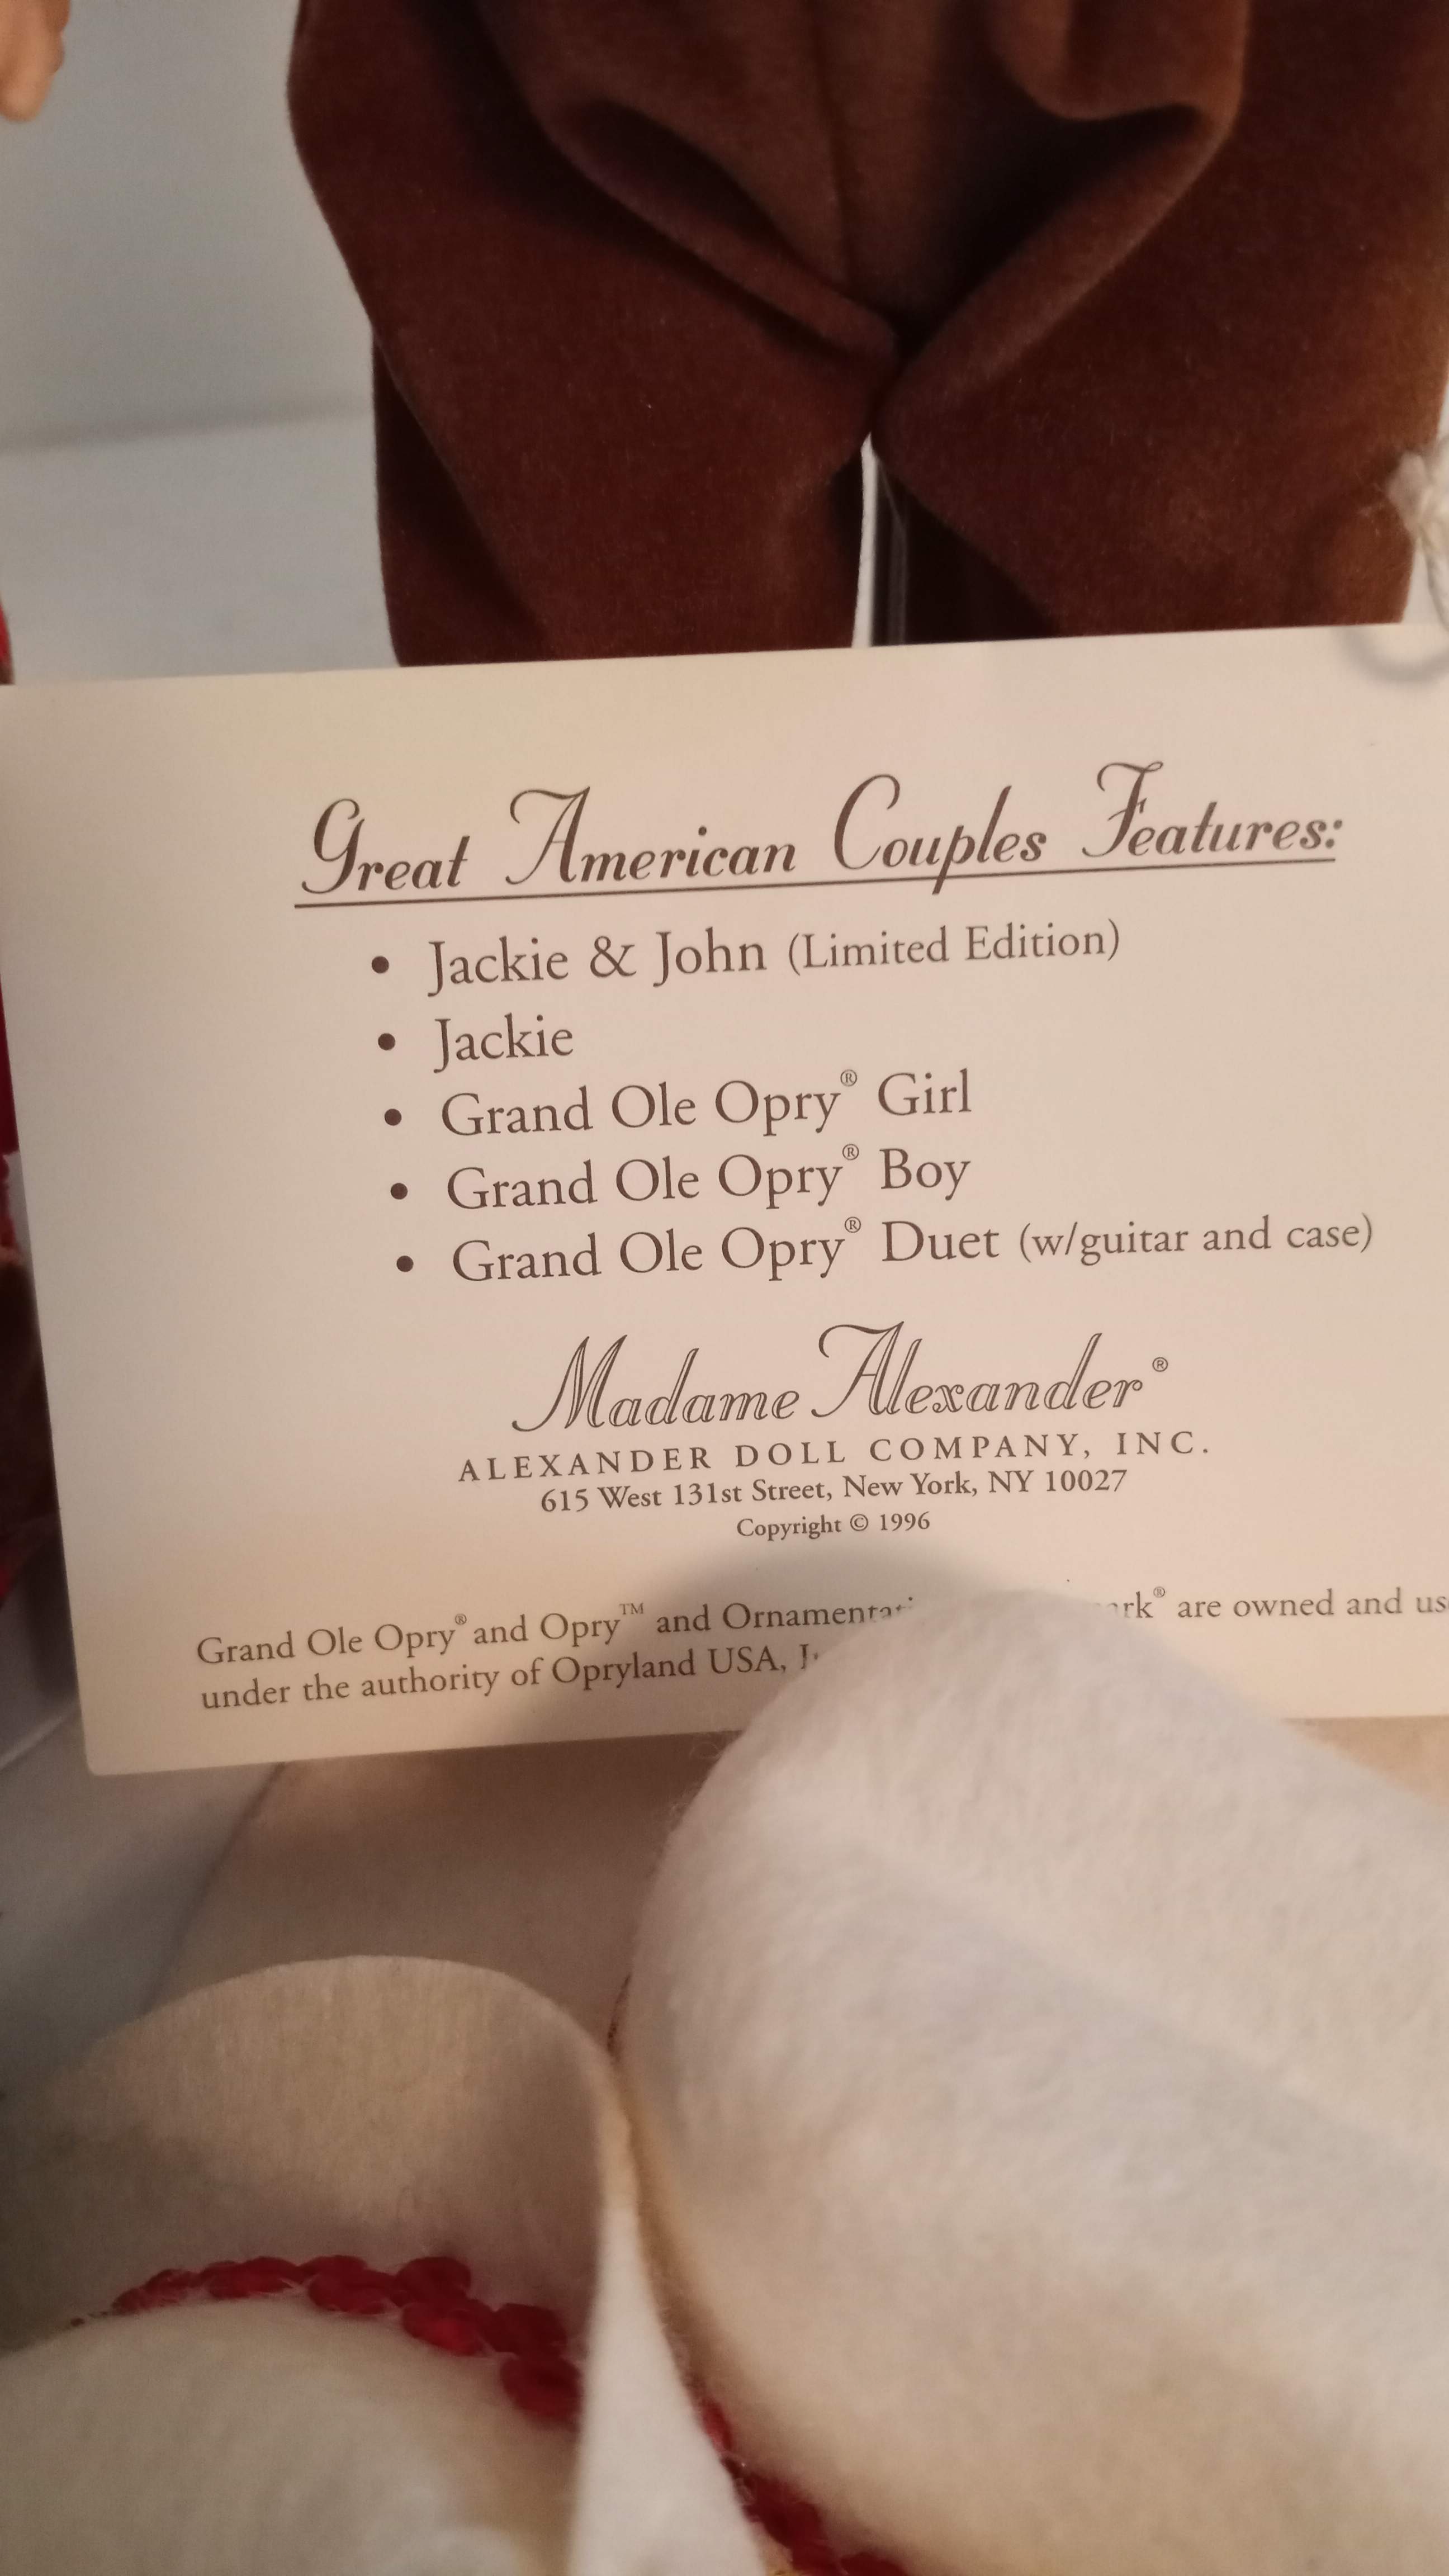 Great American Couples Features:
• Jackie & John (Limited Edition)
• Jackie
• Grand Ole Opry® Girl
• Grand Ole Opry® Boy
• Grand Ole Opry® Duet (w/guitar and case)
Madame Alexander®
ALEXANDER DOLL COMPANY, INC.
615 West 131st Street, New York, NY 10027
Copyright © 1996
Grand Ole Opry® and Opry™ and are owned and
under the authority of Opryland USA,